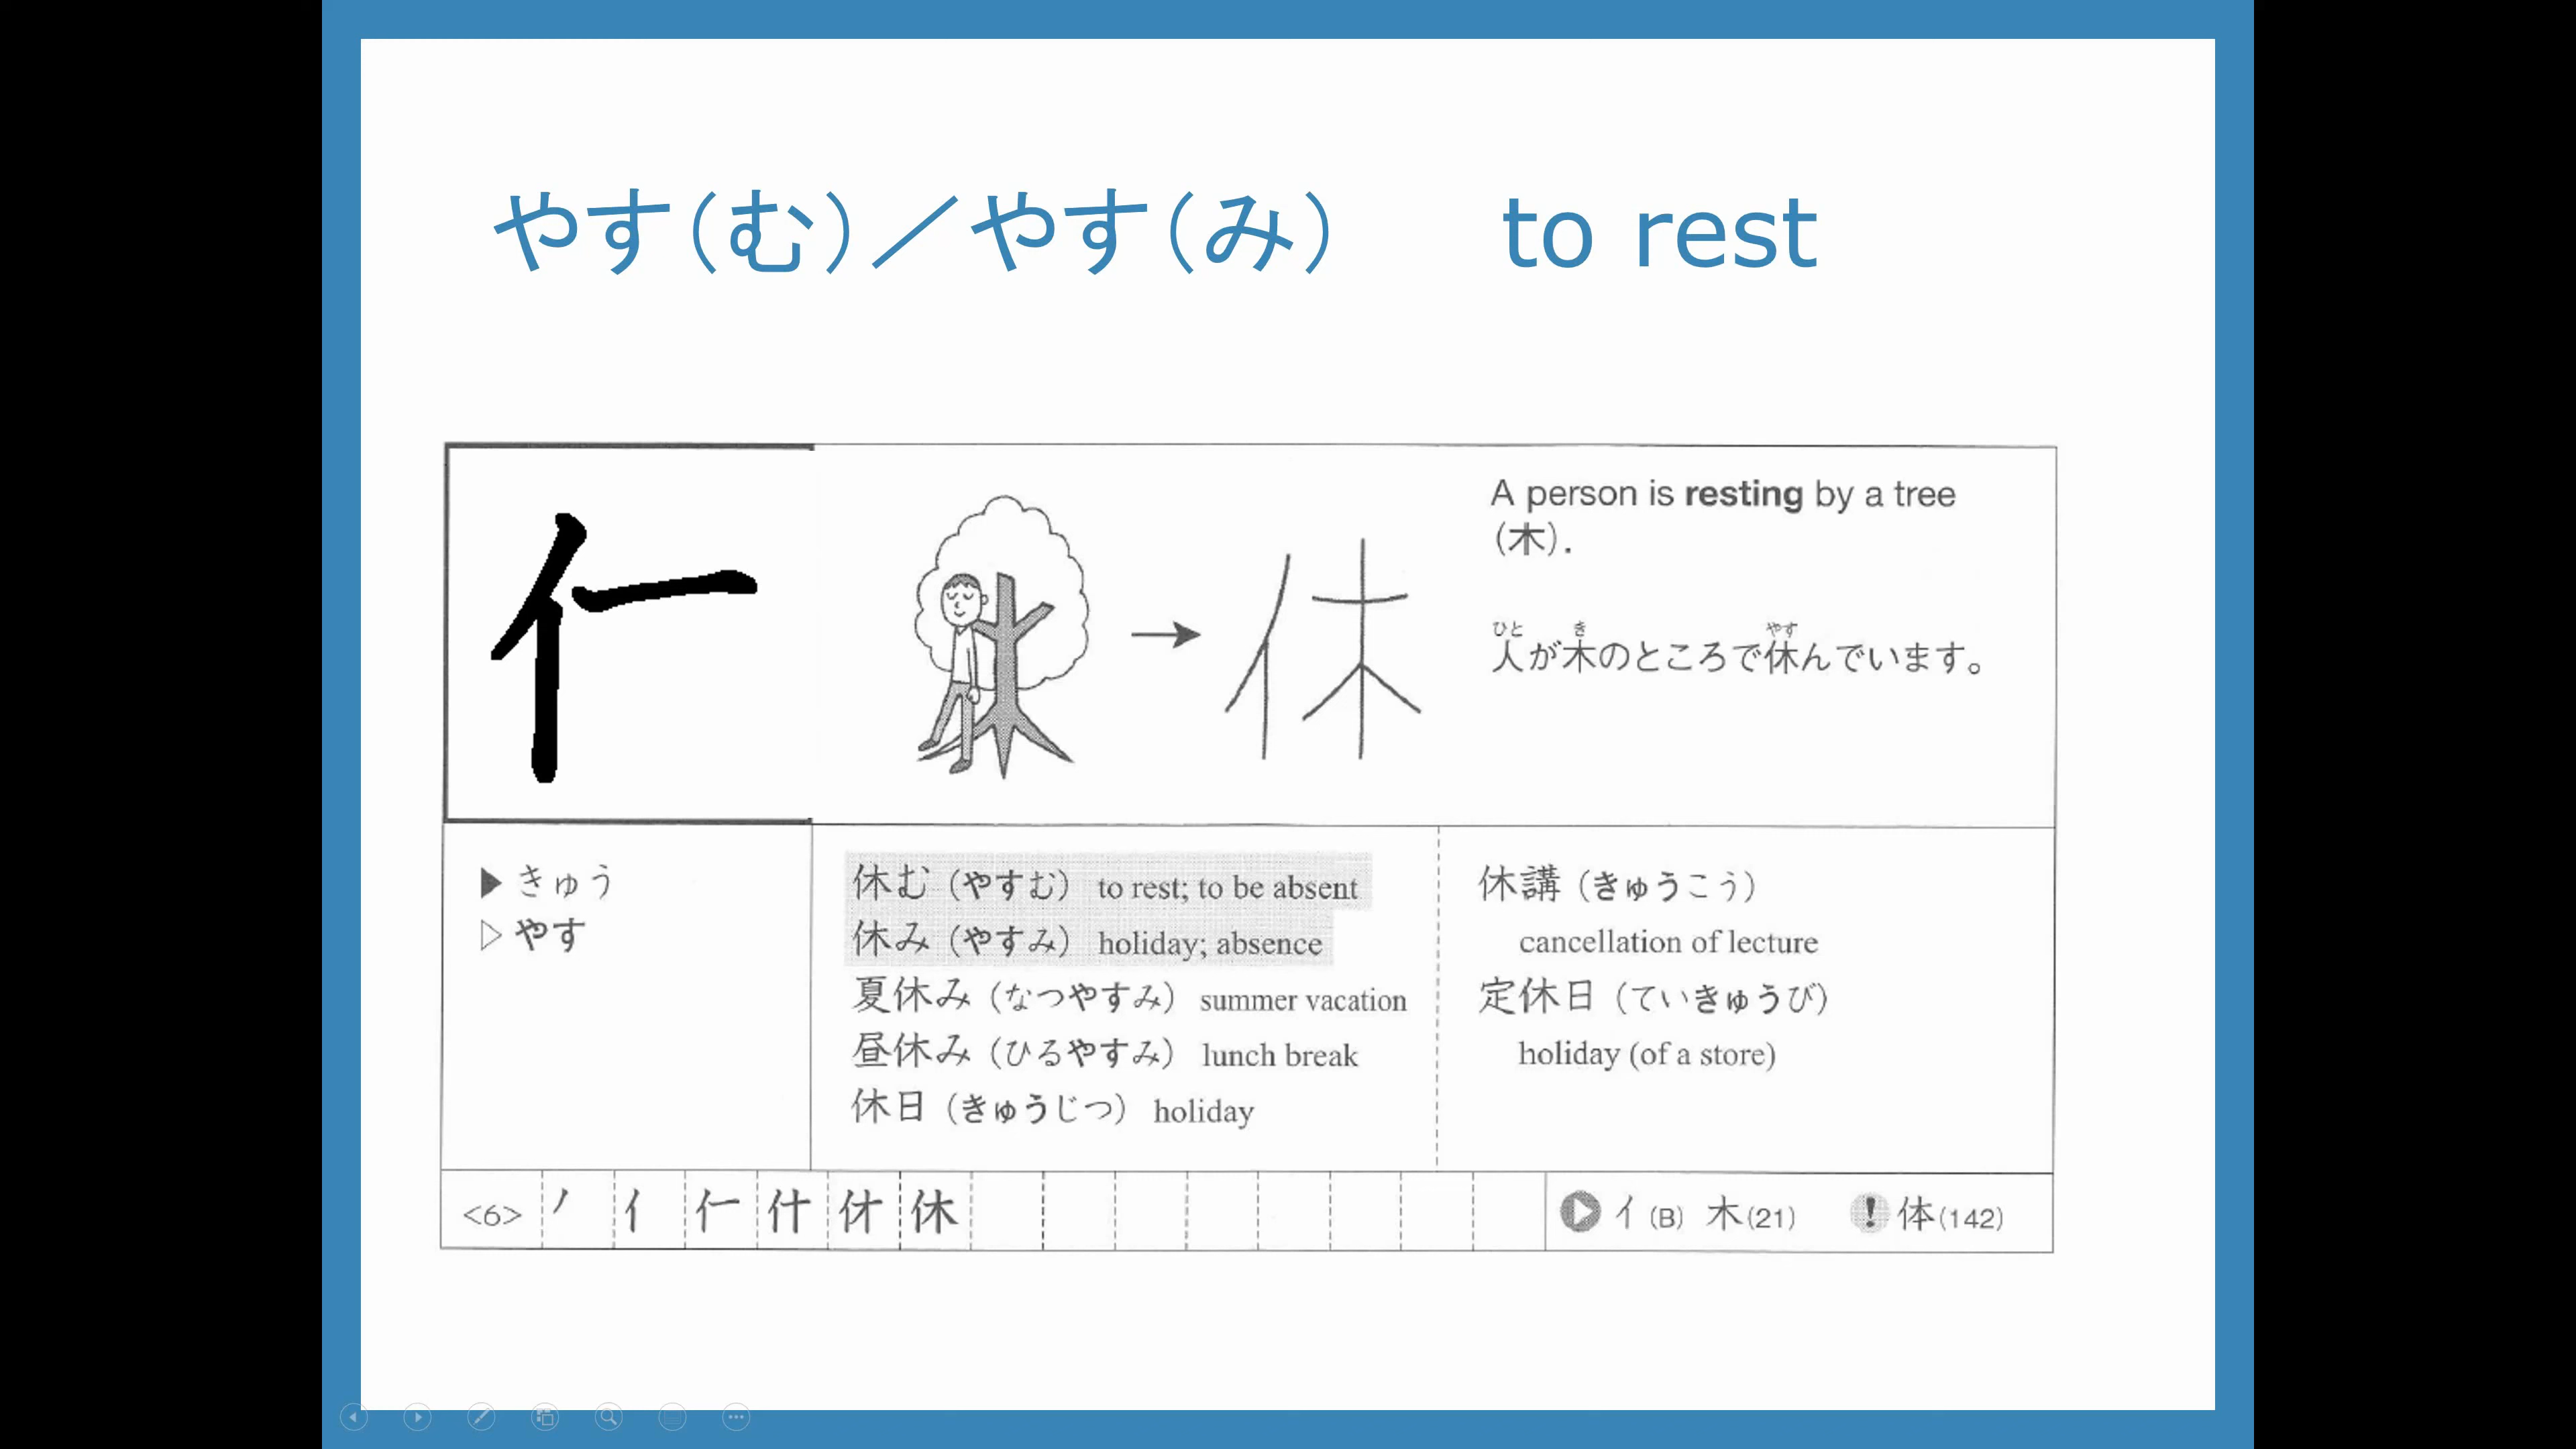 やす(む)／やす(み)　to rest
A person is resting by a tree
(木).
ひと き やす
人が木のところで休んでいます。
休
▶ きゅう
▷ やす
休む (やすむ) to rest; to be absent
休み (やすみ) holiday; absence
夏休み (なつやすみ) summer vacation
昼休み (ひるやすみ) lunch break
休日 (きゅうじつ) holiday
休講 (きゅうこう)
cancellation of lecture
定休日 (ていきゅうび)
holiday (of a store)
<6> 休
亻(B) 木(21) 体(142)